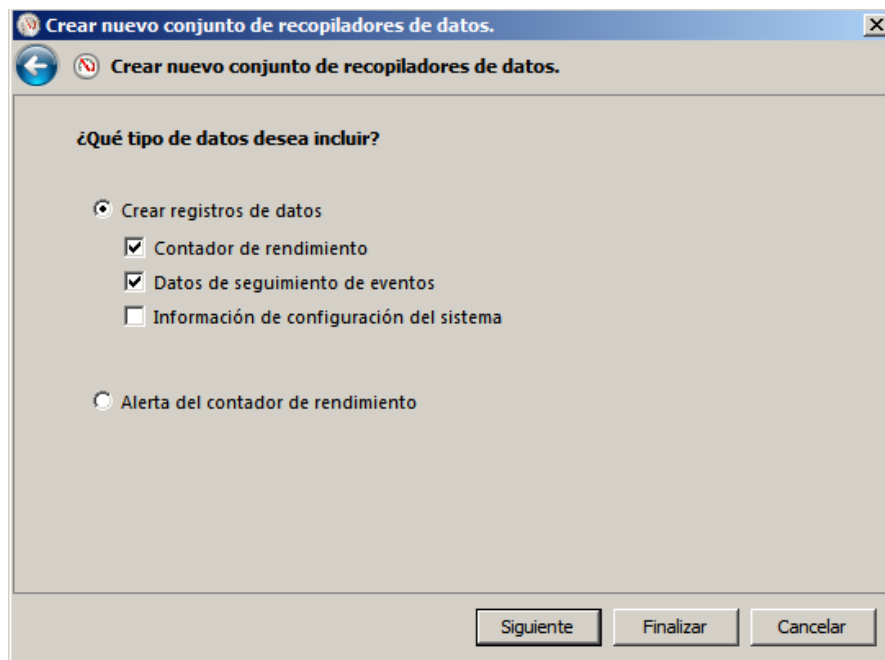 Crear nuevo conjunto de recopiladores de datos.
Crear nuevo conjunto de recopiladores de datos.
¿Qué tipo de datos desea incluir?
Crear registros de datos
Contador de rendimiento
Datos de seguimiento de eventos
Información de configuración del sistema
Alerta del contador de rendimiento
Siguiente
Finalizar
Cancelar